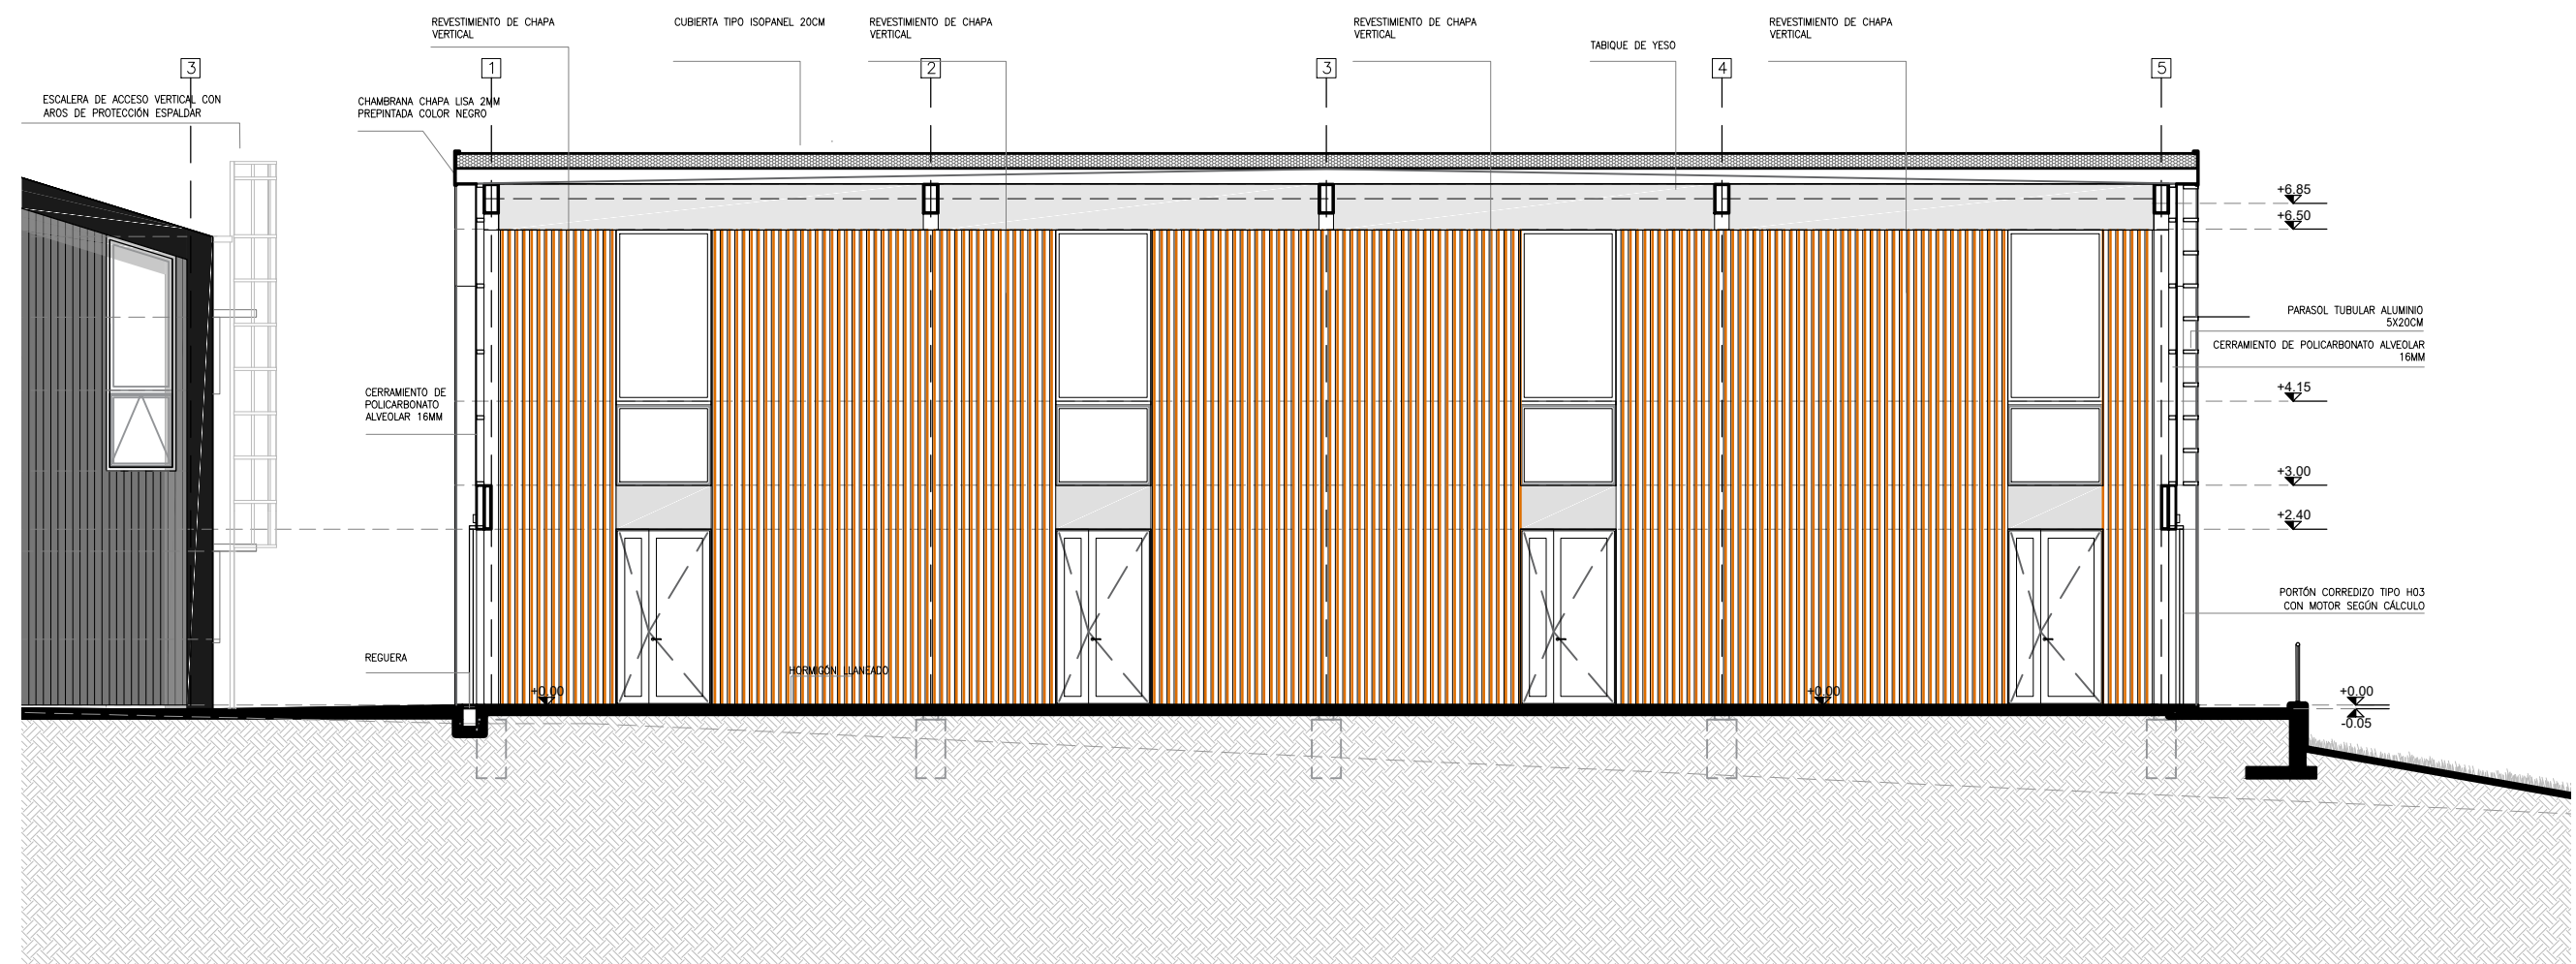 REVESTIMIENTO DE CHAPA
VERTICAL
CUBIERTA TIPO ISOPANEL 20CM
REVESTIMIENTO DE CHAPA
VERTICAL
REVESTIMIENTO DE CHAPA
VERTICAL
TABIQUE DE YESO
REVESTIMIENTO DE CHAPA
VERTICAL
3
1
2
3
4
5
ESCALERA DE ACCESO VERTICAL CON
AROS DE PROTECCIÓN ESPALDAR
CHAMBRANA CHAPA LISA 2MM
PREPINTADA COLOR NEGRO
+6.85
+6.50
PARASOL TUBULAR ALUMINIO
5X20CM
CERRAMIENTO DE POLICARBONATO ALVEOLAR
16MM
+4.15
CERRAMIENTO DE
POLICARBONATO
ALVEOLAR 16MM
+3.00
+2.40
PORTÓN CORREDIZO TIPO H03
CON MOTOR SEGÚN CÁLCULO
REGUERA
HORMIGÓN LLANEADO
+0.00
+0.00
+0.00
-0.05